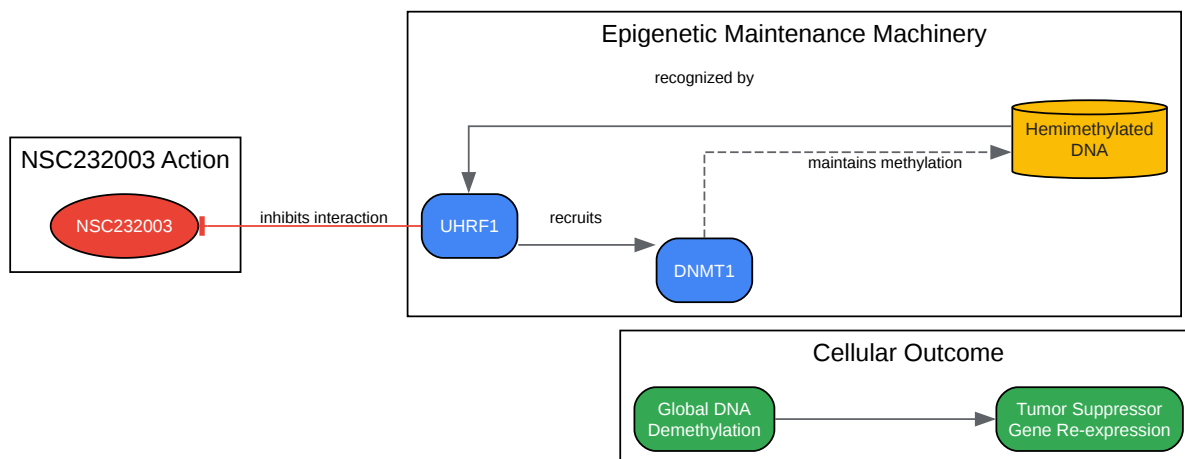 Epigenetic Maintenance Machinery
recognized by
Hemimethylated
DNA
NSC232003 Action
maintains methylation
NSC232003
inhibits interaction
UHRF1
recruits
DNMT1
Cellular Outcome
Global DNA
Demethylation
Tumor Suppressor
Gene Re-expression